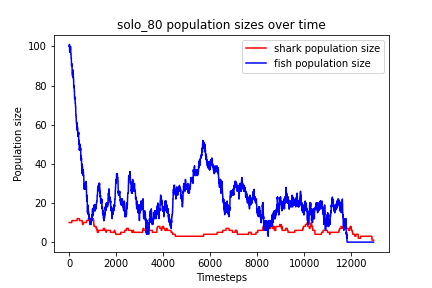 solo_80 population sizes over time
shark population size
fish population size
Population size
100
80
60
40
20
0
0
2000
4000
6000
8000
10000
12000
Timesteps